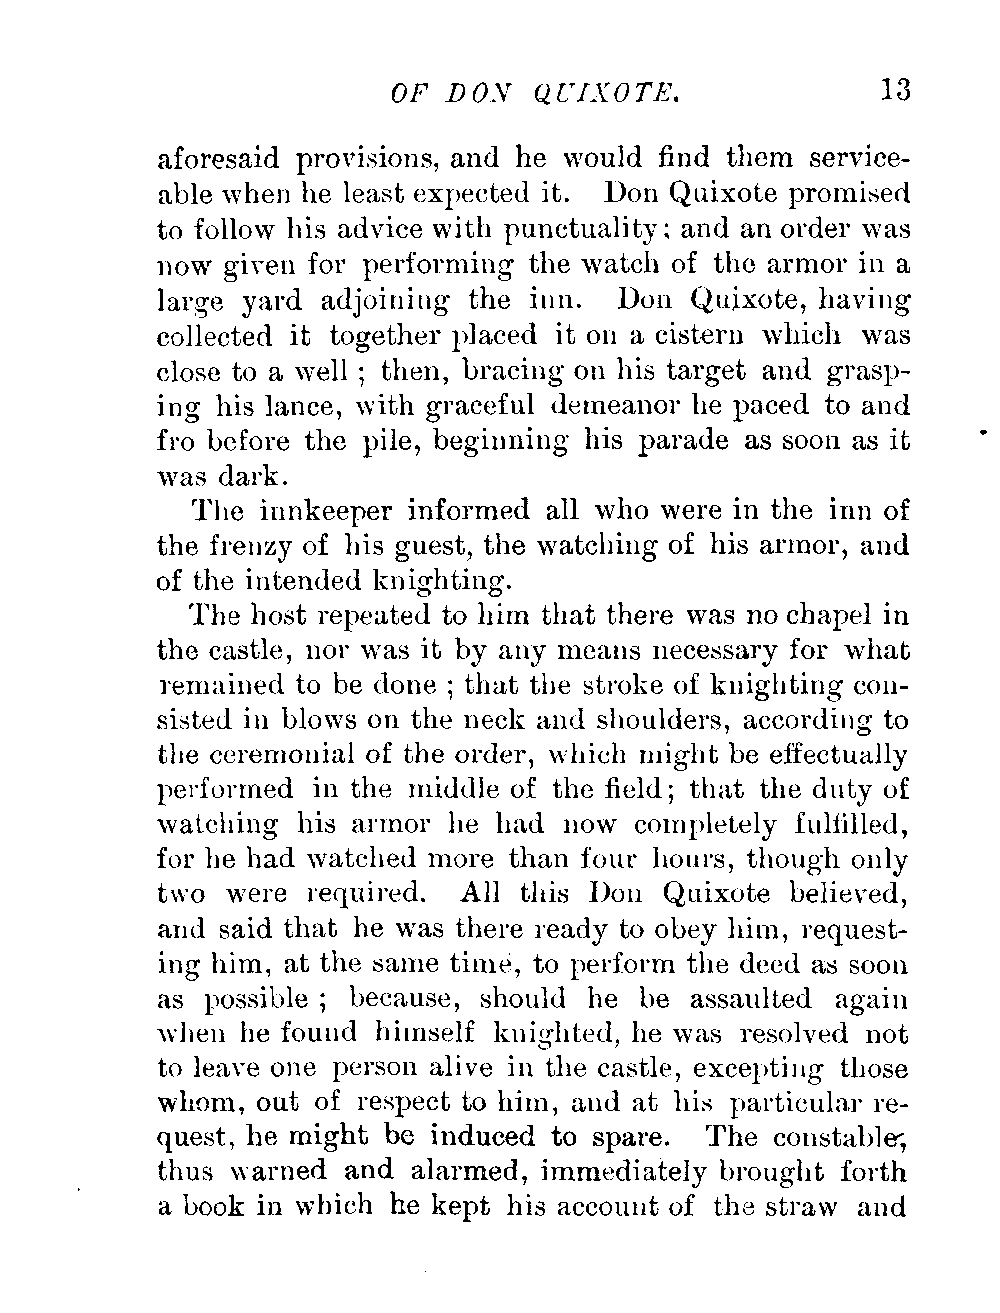 OF DON QUIXOTE. 13
aforesaid provisions, and he would find them service-
able when he least expected it. Don Quixote promised
to follow his advice with punctuality; and an order was
now given for performing the watch of the armor in a
large yard adjoining the inn. Don Quixote, having
collected it together placed it on a cistern which was
close to a well ; then, bracing on his target and grasp-
ing his lance, with graceful demeanor he paced to and
fro before the pile, beginning his parade as soon as it
was dark.
The innkeeper informed all who were in the inn of
the frenzy of his guest, the watching of his armor, and
of the intended knighting.
The host repeated to him that there was no chapel in
the castle, nor was it by any means necessary for what
remained to be done ; that the stroke of knighting con-
sisted in blows on the neck and shoulders, according to
the ceremonial of the order, which might be effectually
performed in the middle of the field; that the duty of
watching his armor he had now completely fulfilled,
for he had watched more than four hours, though only
two were required. All this Don Quixote believed,
and said that he was there ready to obey him, request-
ing him, at the same time, to perform the deed as soon
as possible ; because, should he be assaulted again
when he found himself knighted, he was resolved not
to leave one person alive in the castle, excepting those
whom, out of respect to him, and at his particular re-
quest, he might be induced to spare. The constable,
thus warned and alarmed, immediately brought forth
a book in which he kept his account of the straw and